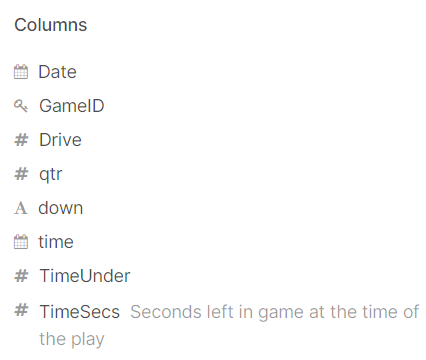 Columns
Date
GameID
# Drive
# qtr
A down
time
# TimeUnder
# TimeSecs Seconds left in game at the time of
the play